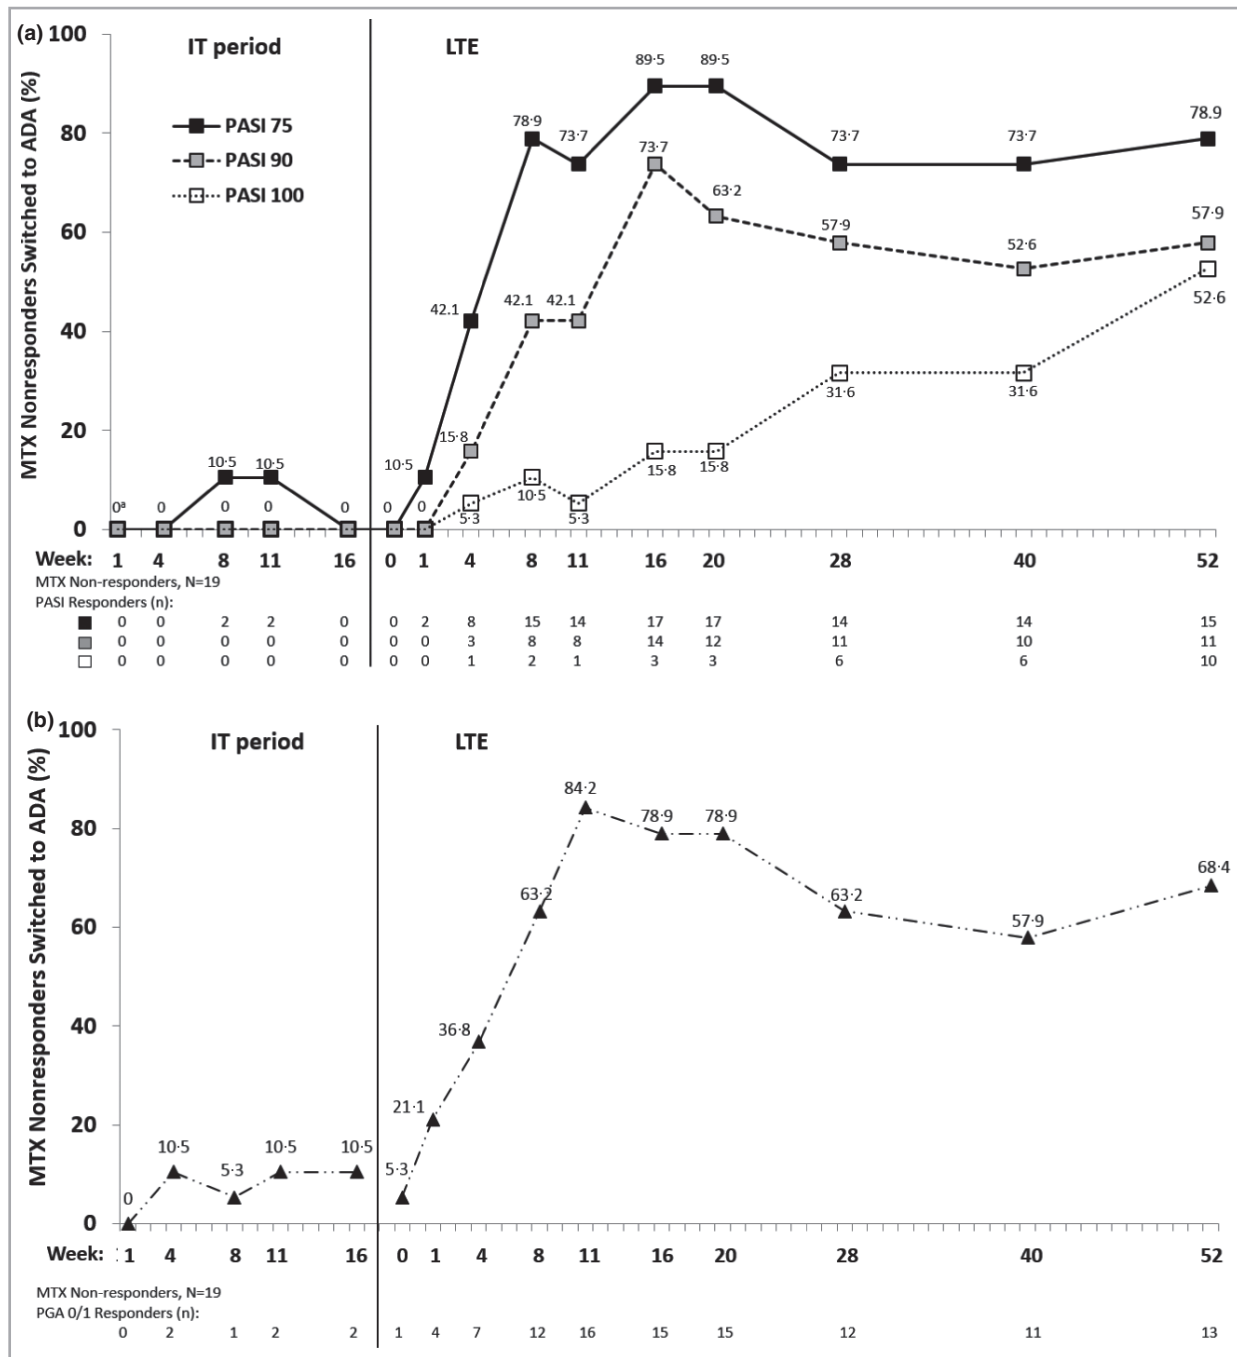 (a)
MTX Nonresponders Switched to ADA (%)
100
80
60
40
20
0
IT period
LTE
PASI 75
PASI 90
PASI 100
89·5 89·5
78·9 73·7 73·7 73·7 78.9
73·7 63·2 57·9 52·6 57.9
42.1 42.1 42.1
52·6
31·6 31·6
15·8 15·8 15·8
10·5 10·5 10·5
5·3 10·5 5·3
0ª 0 0 0 0 0 0
Week: 1 4 8 11 16 0 1 4 8 11 16 20 28 40 52
MTX Non-responders, N=19
PASI Responders (n):
0 0 2 2 0 0 2 8 15 14 17 17 14 14 15
0 0 0 0 0 0 0 3 8 8 14 12 11 10 11
0 0 0 0 0 0 0 1 2 1 3 3 6 6 10
(b)
MTX Nonresponders Switched to ADA (%)
100
80
60
40
20
0
IT period
LTE
84·2
78·9 78·9
63·2 63·2 57·9 68·4
36·8
21·1
0 10·5 5·3 10·5 10·5 5·3
Week: 1 4 8 11 16 0 1 4 8 11 16 20 28 40 52
MTX Non-responders, N=19
PGA 0/1 Responders (n):
0 2 1 2 2 1 4 7 12 16 15 15 12 11 13